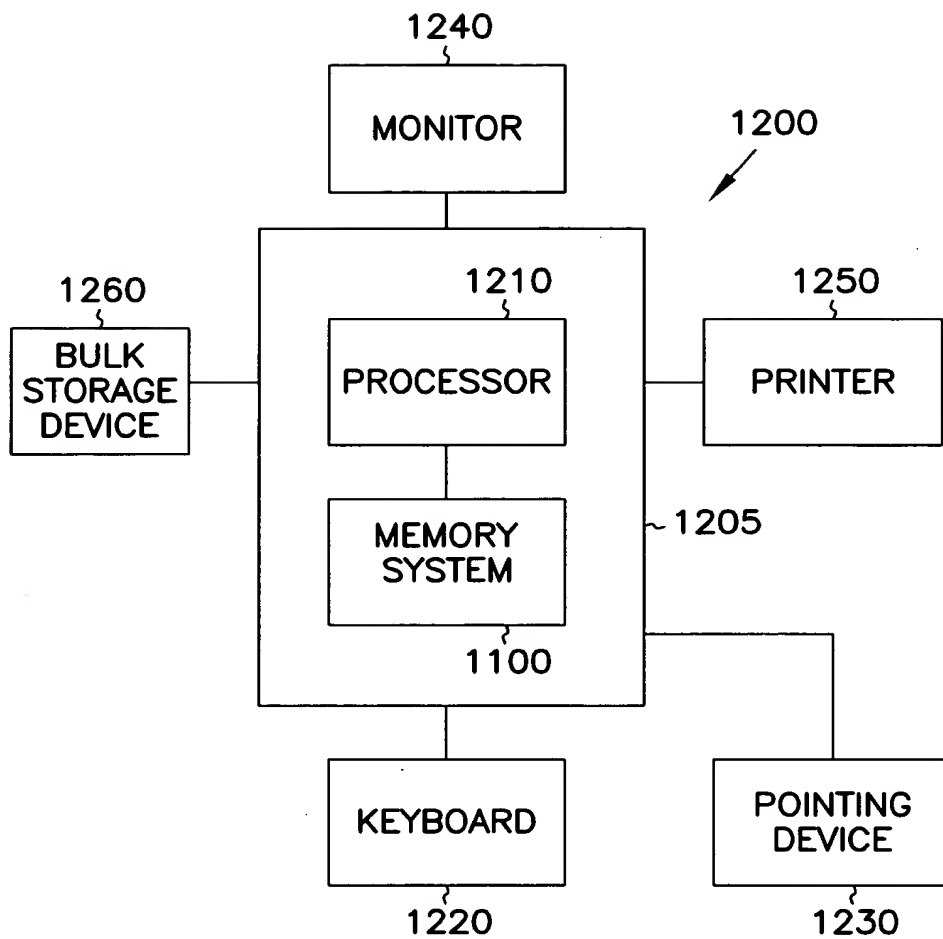 1240
MONITOR
1200
1260
BULK
STORAGE
DEVICE
1210
PROCESSOR
1250
PRINTER
MEMORY
SYSTEM
1100
1205
KEYBOARD
1220
POINTING
DEVICE
1230